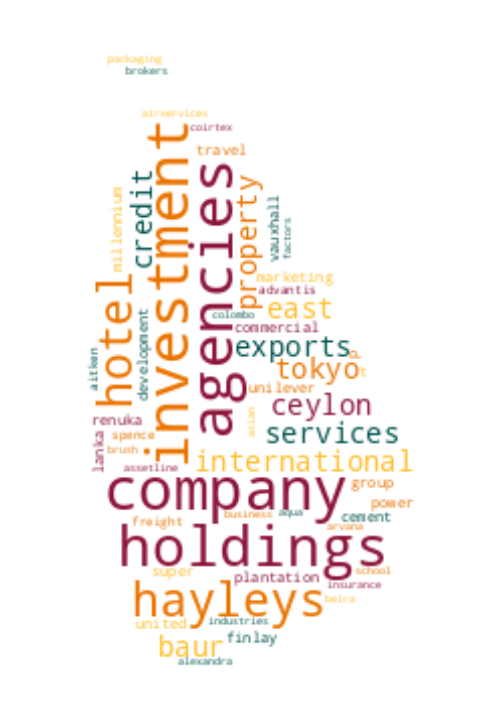 packaging
brokers
airservices
coirtex
travel
investment
agencies
credit
property
millennium
vauxhall
factors
marketing
advantis
hotel
east
colombo
development
commercial
exports
aitken
tokyo
p
t
unilever
ceylon
asian
renuka
services
spence
lanka
brush
international
assetline
company
group
power
business
aqua
cement
freight
arvana
holdings
super
school
plantation
insurance
hayleys
beira
united
industries
finlay
baur
alexandra